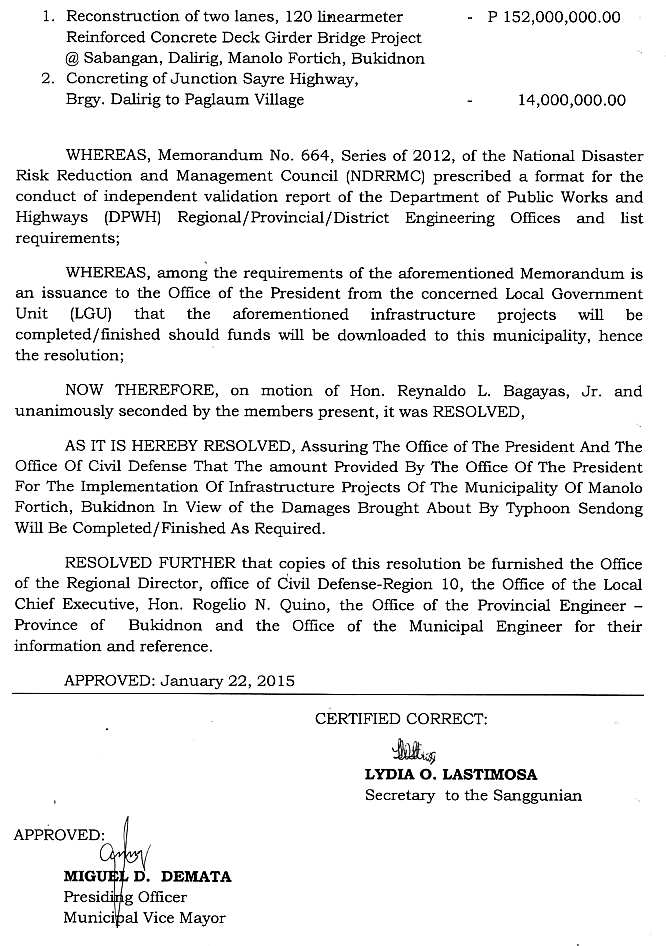 1. Reconstruction of two lanes, 120 linearmeter - P 152,000,000.00
Reinforced Concrete Deck Girder Bridge Project
@ Sabangan, Dalirig, Manolo Fortich, Bukidnon
2. Concreting of Junction Sayre Highway,
Brgy. Dalirig to Paglaum Village - 14,000,000.00
WHEREAS, Memorandum No. 664, Series of 2012, of the National Disaster
Risk Reduction and Management Council (NDRRMC) prescribed a format for the
conduct of independent validation report of the Department of Public Works and
Highways (DPWH) Regional/Provincial/District Engineering Offices and list
requirements;
WHEREAS, among the requirements of the aforementioned Memorandum is
an issuance to the Office of the President from the concerned Local Government
Unit (LGU) that the aforementioned infrastructure projects will be
completed/finished should funds will be downloaded to this municipality, hence
the resolution;
NOW THEREFORE, on motion of Hon. Reynaldo L. Bagayas, Jr. and
unanimously seconded by the members present, it was RESOLVED,
AS IT IS HEREBY RESOLVED, Assuring The Office of The President And The
Office Of Civil Defense That The amount Provided By The Office Of The President
For The Implementation Of Infrastructure Projects Of The Municipality Of Manolo
Fortich, Bukidnon In View of the Damages Brought About By Typhoon Sendong
Will Be Completed/Finished As Required.
RESOLVED FURTHER that copies of this resolution be furnished the Office
of the Regional Director, office of Civil Defense-Region 10, the Office of the Local
Chief Executive, Hon. Rogelio N. Quino, the Office of the Provincial Engineer –
Province of Bukidnon and the Office of the Municipal Engineer for their
information and reference.
APPROVED: January 22, 2015
CERTIFIED CORRECT:
LYDIA O. LASTIMOSA
Secretary to the Sanggunian
APPROVED:
MIGUEL D. DEMATA
Presiding Officer
Municipal Vice Mayor